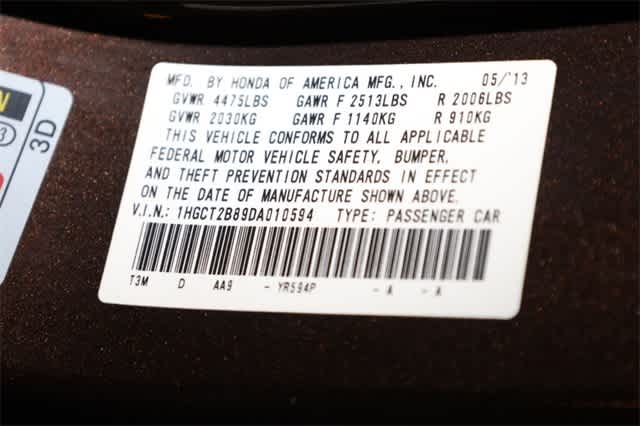 MFD. BY HONDA OF AMERICA MFG., INC. 05/'13
GVWR 4475LBS GAWR F 2513LBS R 2006LBS
GVWR 2030KG GAWR F 1140KG R 910KG
THIS VEHICLE CONFORMS TO ALL APPLICABLE
FEDERAL MOTOR VEHICLE SAFETY, BUMPER,
AND THEFT PREVENTION STANDARDS IN EFFECT
ON THE DATE OF MANUFACTURE SHOWN ABOVE.
V.I.N.: 1HGCT2B89DA010594 TYPE: PASSENGER CAR
T3M D AA9 - YR594P - A - A
N
3
3D